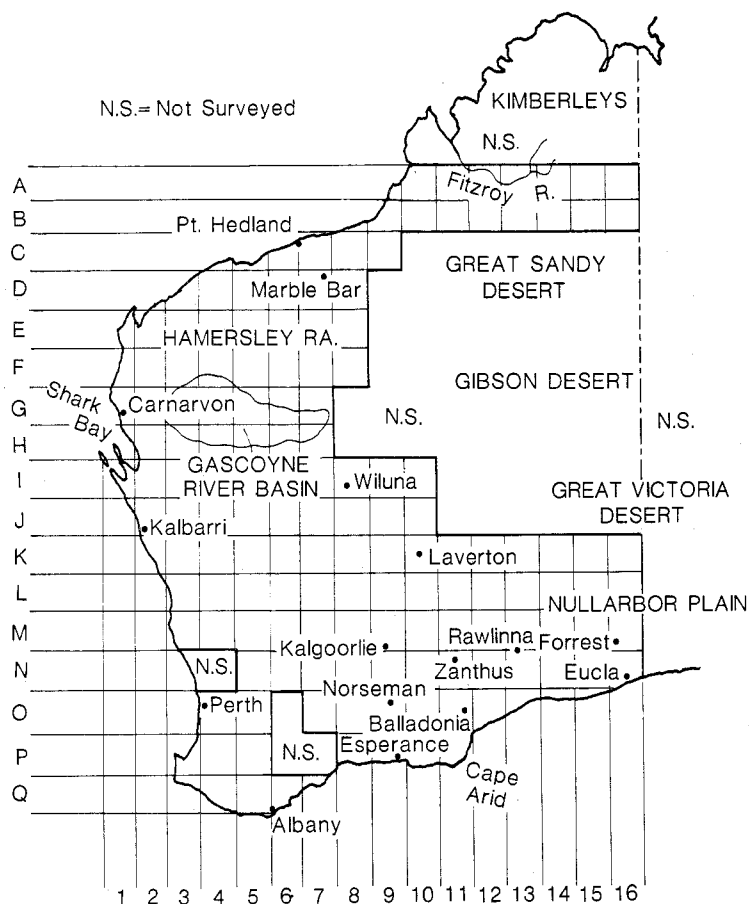 KIMBERLEYS
N.S.= Not Surveyed
N.S.
A
Fitzroy R.
B
Pt. Hedland
C
GREAT SANDY
DESERT
D
Marble Bar
E
HAMERSLEY RA.
F
GIBSON DESERT
Shark
Bay
Carnarvon
G
N.S.
N.S.
H
GASCOYNE
RIVER BASIN
I
Wiluna
GREAT VICTORIA
DESERT
J
Kalbarri
K
Laverton
L
NULLARBOR PLAIN
M
Kalgoorlie
Rawlinna
Forrest
N
N.S.
Zanthus
Eucla
Norseman
O
Perth
Balladonia
P
N.S.
Esperance
Cape
Arid
Q
Albany
1 2 3 4 5 6 7 8 9 10 11 12 13 14 15 16